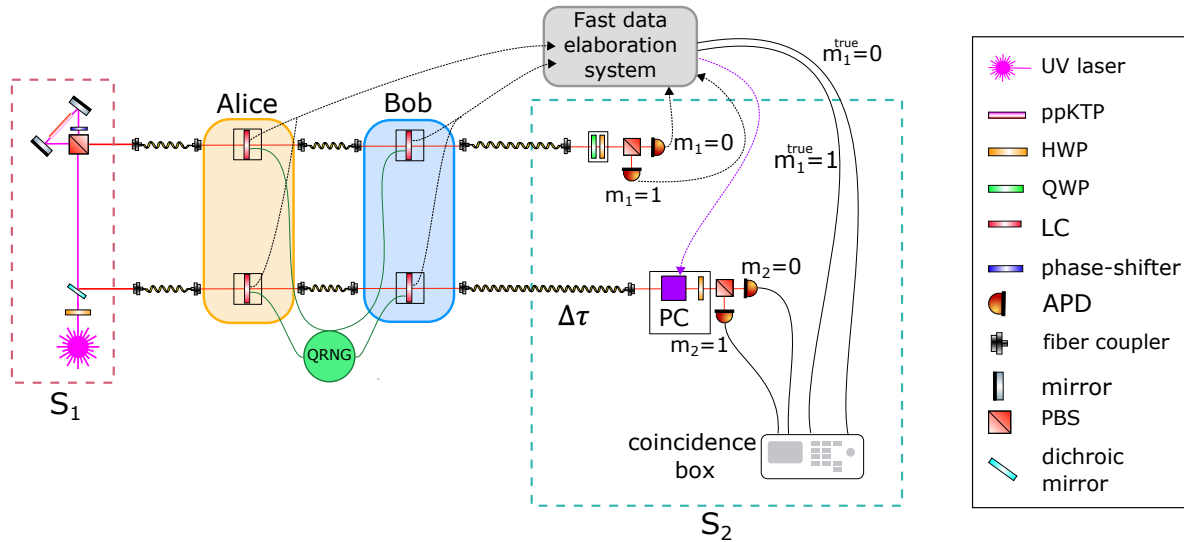 Fast data
elaboration
system
true
m₁=0
Alice
Bob
m₁=0
m₁=1
true
m₁=1
m₂=0
PC
m₂=1
Δτ
QRNG
S₁
coincidence
box
S₂
UV laser
ppKTP
HWP
QWP
LC
phase-shifter
APD
fiber coupler
mirror
PBS
dichroic
mirror